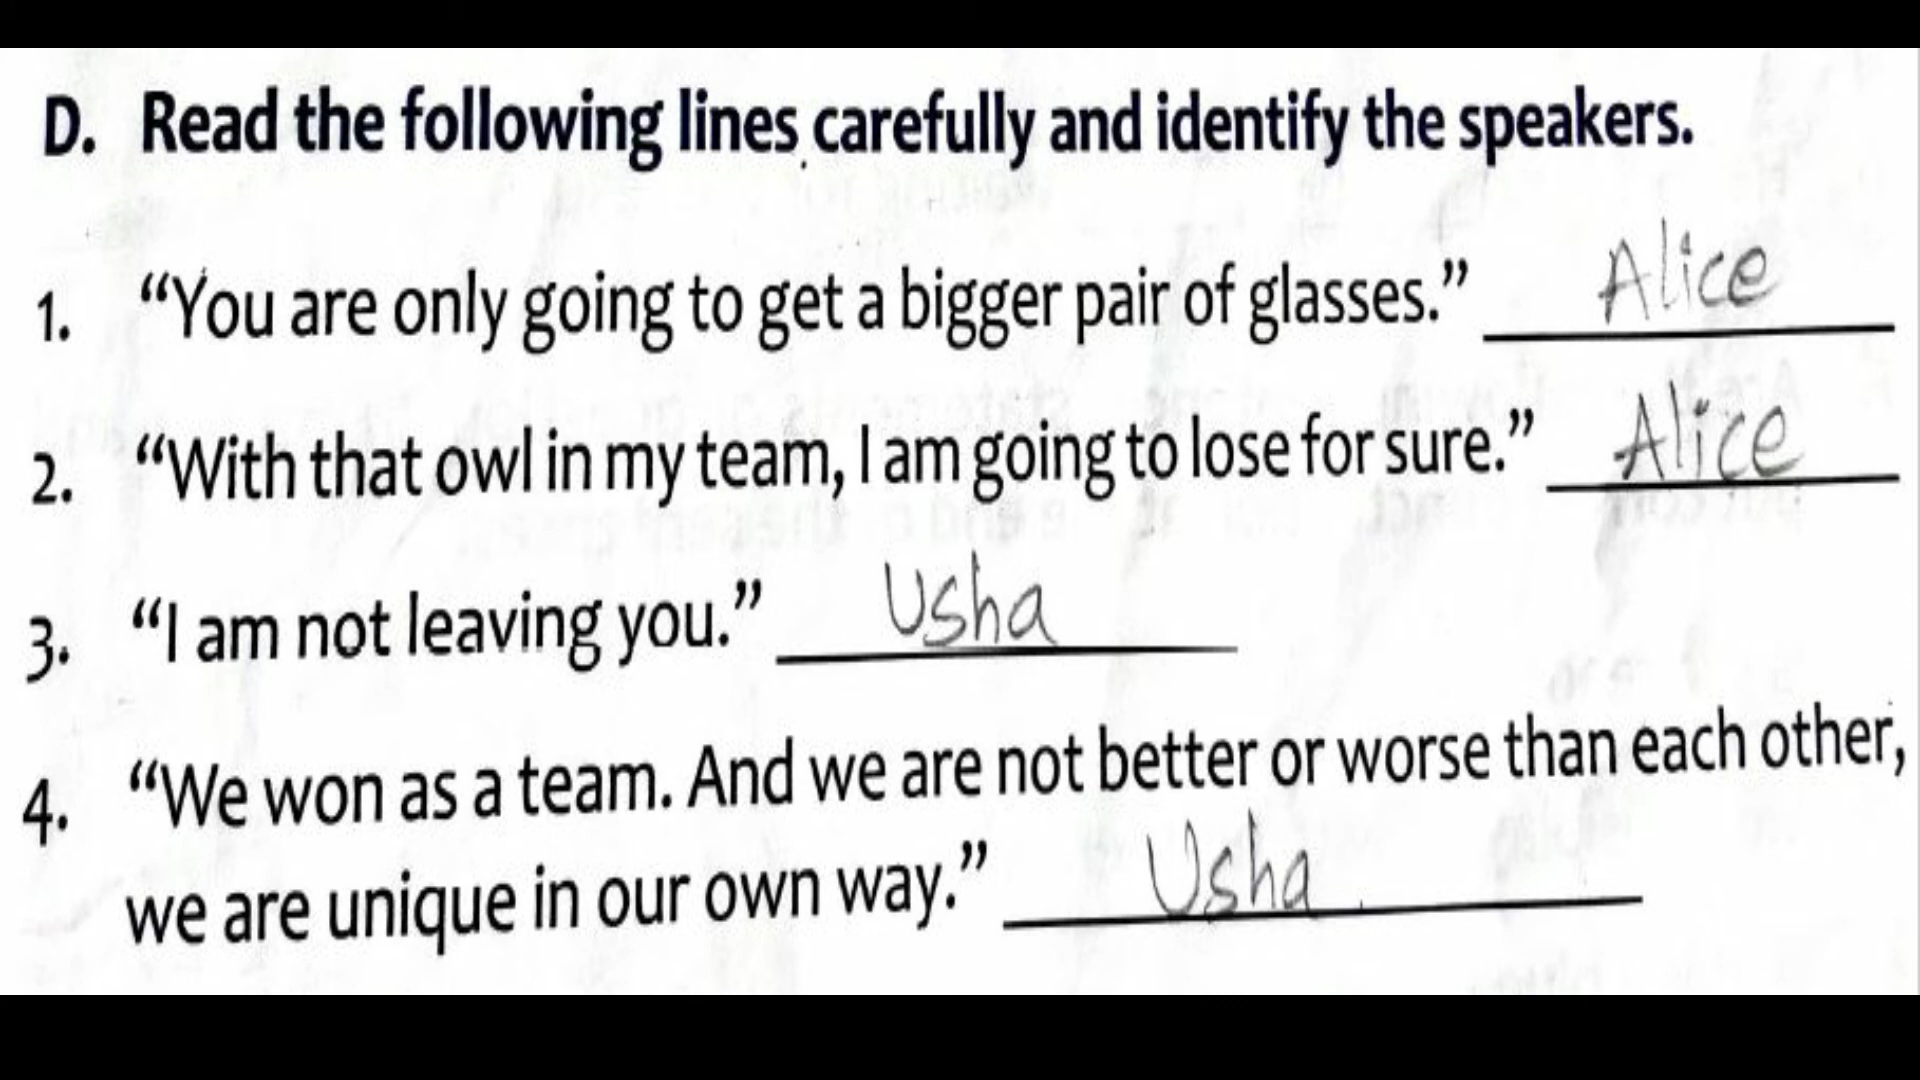 D. Read the following lines carefully and identify the speakers.
1. “You are only going to get a bigger pair of glasses.” Alice
2. “With that owl in my team, I am going to lose for sure.” Alice
3. “I am not leaving you.” Usha
4. “We won as a team. And we are not better or worse than each other,
we are unique in our own way.” Usha